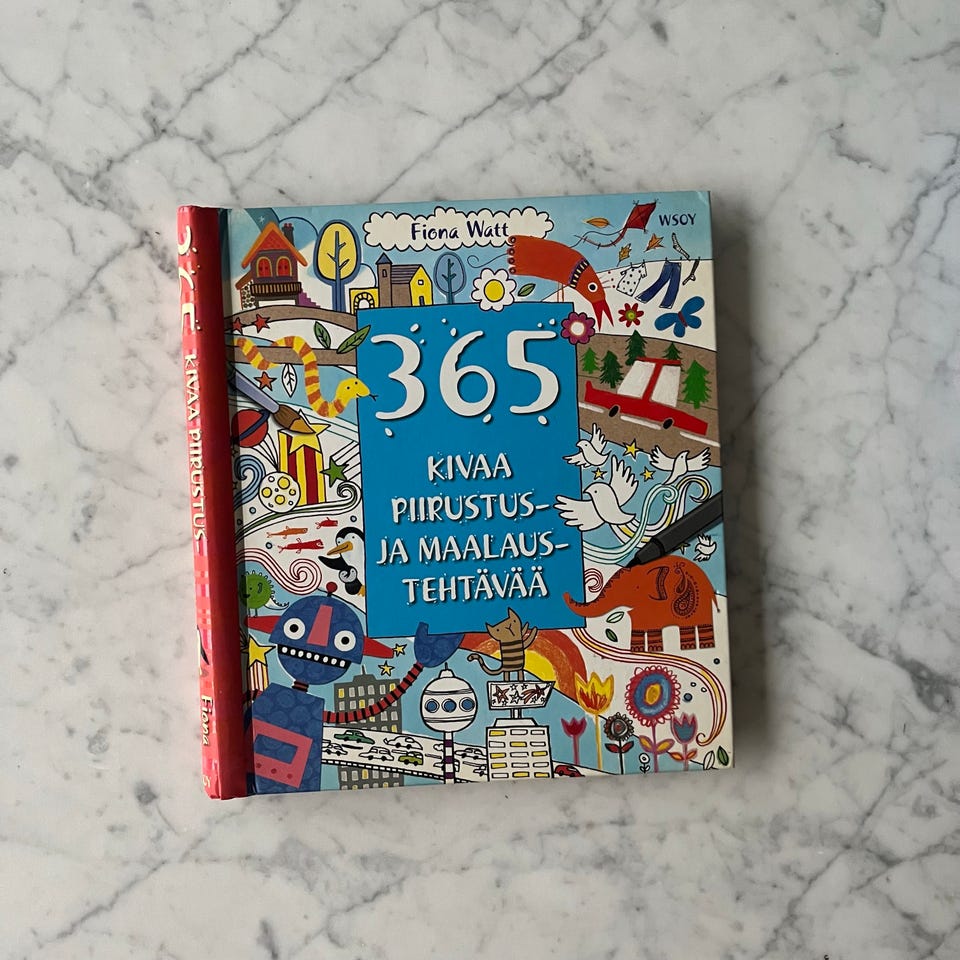 Fiona Watt
WSOY
365
KIVAA
PIIRUSTUS-
JA MAALAUS-
TEHTÄVÄÄ
KIVAA PIIRUSTUS
Fiona